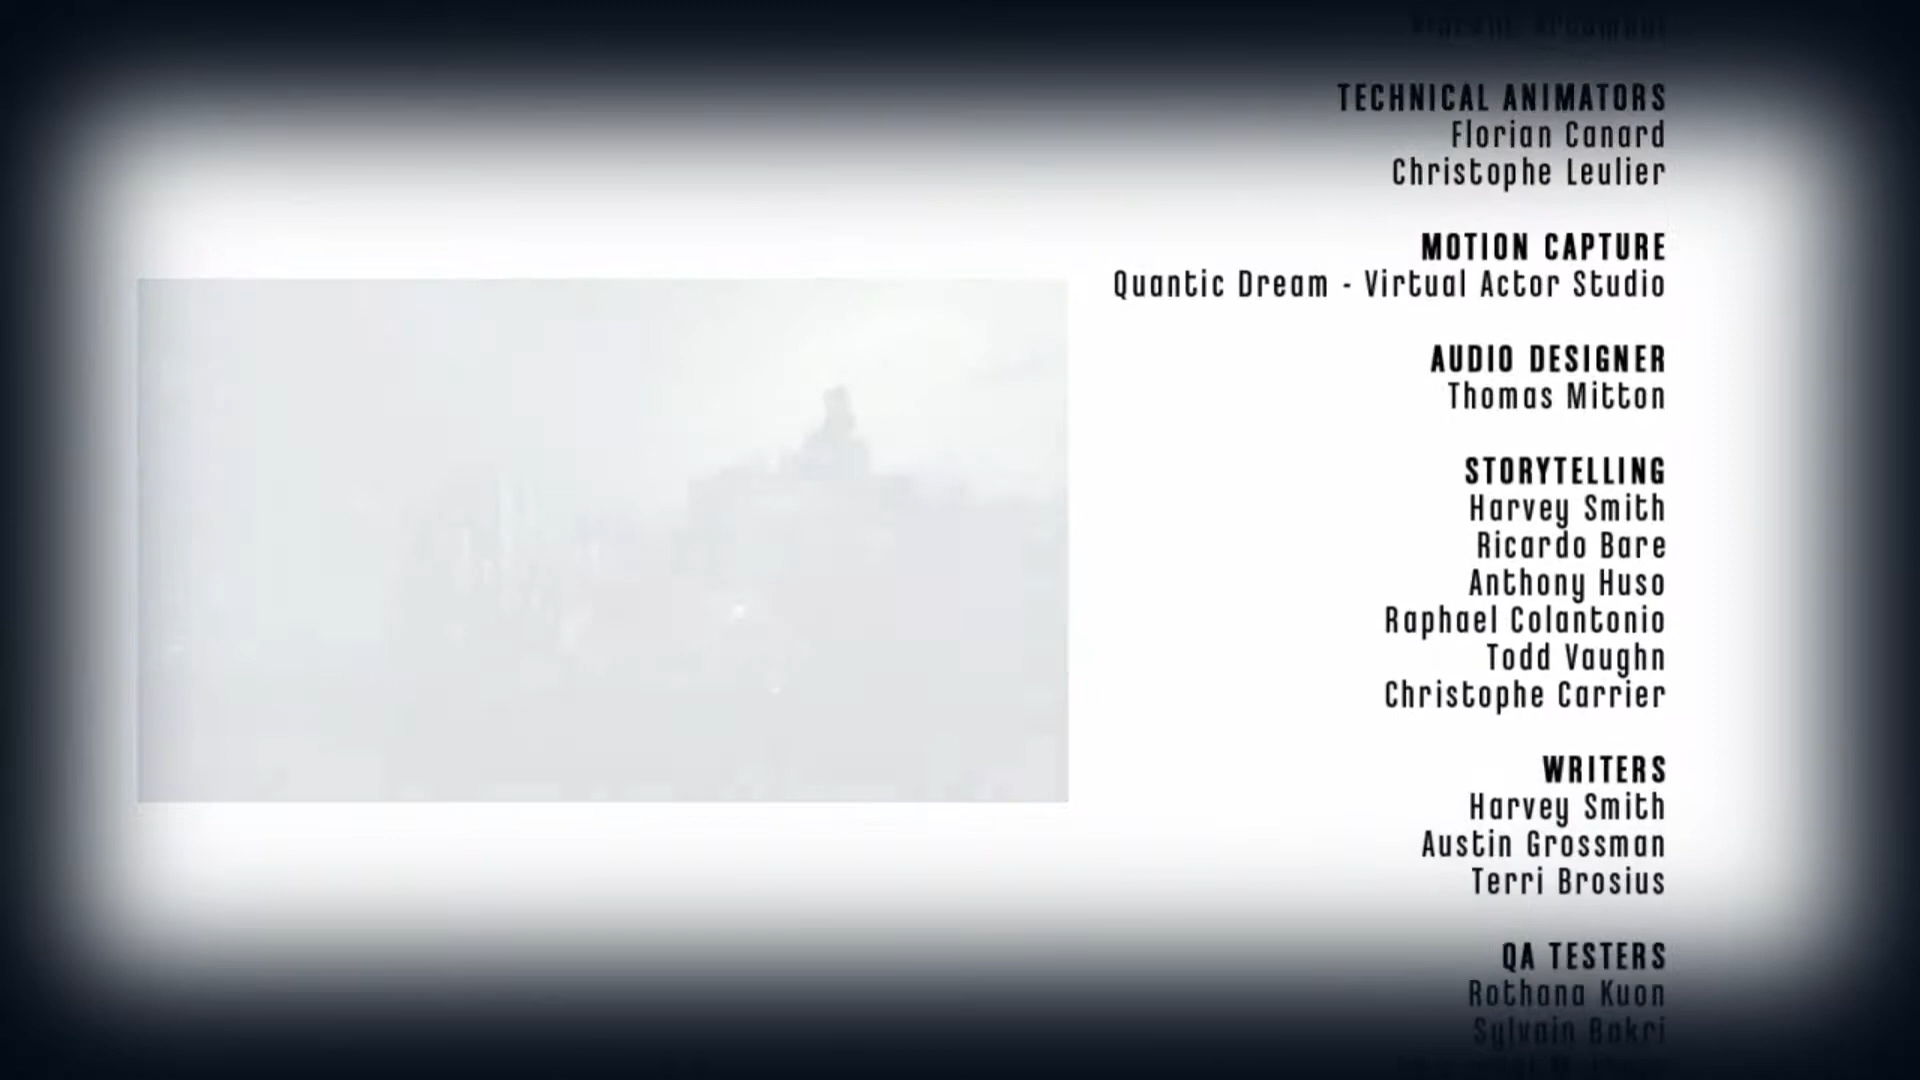 TECHNICAL ANIMATORS
Florian Canard
Christophe Leulier
MOTION CAPTURE
Quantic Dream - Virtual Actor Studio
AUDIO DESIGNER
Thomas Mitton
STORYTELLING
Harvey Smith
Ricardo Bare
Anthony Huso
Raphael Colantonio
Todd Vaughn
Christophe Carrier
WRITERS
Harvey Smith
Austin Grossman
Terri Brosius
QA TESTERS
Rothana Kuon
Sylvain Bakri